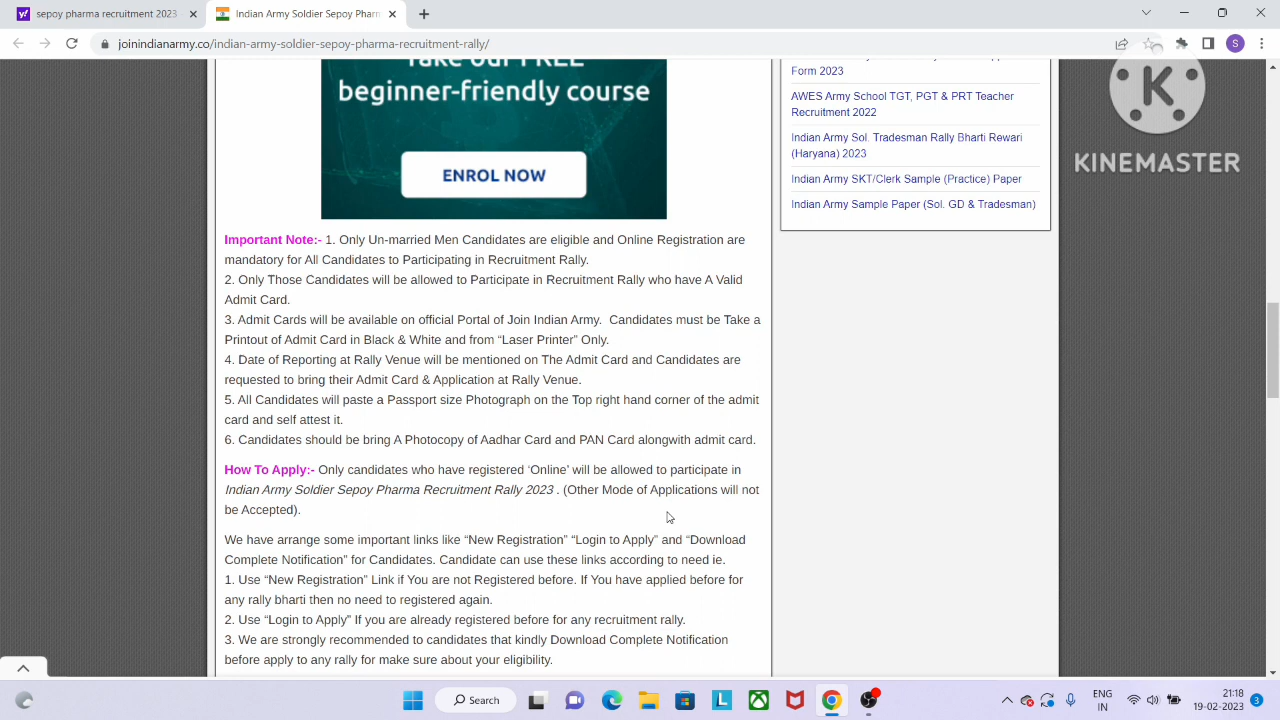 sepoy pharma recruitment 2023
Indian Army Soldier Sepoy Pharm
joinindianarmy.co/indian-army-soldier-sepoy-pharma-recruitment-rally/
S
Take our FREE
beginner-friendly course
ENROL NOW
Form 2023
AWES Army School TGT, PGT & PRT Teacher
Recruitment 2022
Indian Army Sol. Tradesman Rally Bharti Rewari
(Haryana) 2023
Indian Army SKT/Clerk Sample (Practice) Paper
Indian Army Sample Paper (Sol. GD & Tradesman)
K
KINEMASTER
Important Note:- 1. Only Un-married Men Candidates are eligible and Online Registration are
mandatory for All Candidates to Participating in Recruitment Rally.
2. Only Those Candidates will be allowed to Participate in Recruitment Rally who have A Valid
Admit Card.
3. Admit Cards will be available on official Portal of Join Indian Army.  Candidates must be Take a
Printout of Admit Card in Black & White and from “Laser Printer” Only.
4. Date of Reporting at Rally Venue will be mentioned on The Admit Card and Candidates are
requested to bring their Admit Card & Application at Rally Venue.
5. All Candidates will paste a Passport size Photograph on the Top right hand corner of the admit
card and self attest it.
6. Candidates should be bring A Photocopy of Aadhar Card and PAN Card alongwith admit card.
How To Apply:- Only candidates who have registered ‘Online’ will be allowed to participate in
Indian Army Soldier Sepoy Pharma Recruitment Rally 2023 . (Other Mode of Applications will not
be Accepted).
We have arrange some important links like “New Registration” “Login to Apply” and “Download
Complete Notification” for Candidates. Candidate can use these links according to need ie.
1. Use “New Registration” Link if You are not Registered before. If You have applied before for
any rally bharti then no need to registered again.
2. Use “Login to Apply” If you are already registered before for any recruitment rally.
3. We are strongly recommended to candidates that kindly Download Complete Notification
before apply to any rally for make sure about your eligibility.
Search
L
ENG
IN
21:18
19-02-2023
3